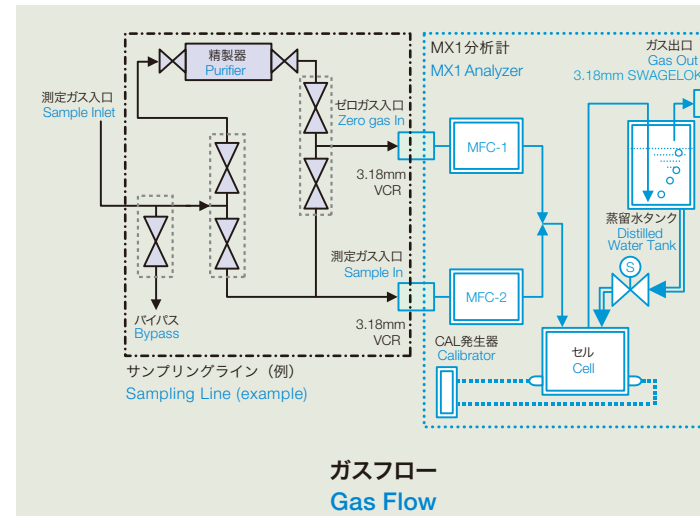 精製器
Purifier
測定ガス入口
Sample Inlet
ゼロガス入口
Zero gas In
3.18mm
VCR
測定ガス入口
Sample In
3.18mm
VCR
バイパス
Bypass
サンプリングライン（例）
Sampling Line (example)
MX1分析計
MX1 Analyzer
ガス出口
Gas Out
3.18mm SWAGELOK
MFC-1
MFC-2
蒸留水タンク
Distilled
Water Tank
S
CAL発生器
Calibrator
セル
Cell
ガスフロー
Gas Flow